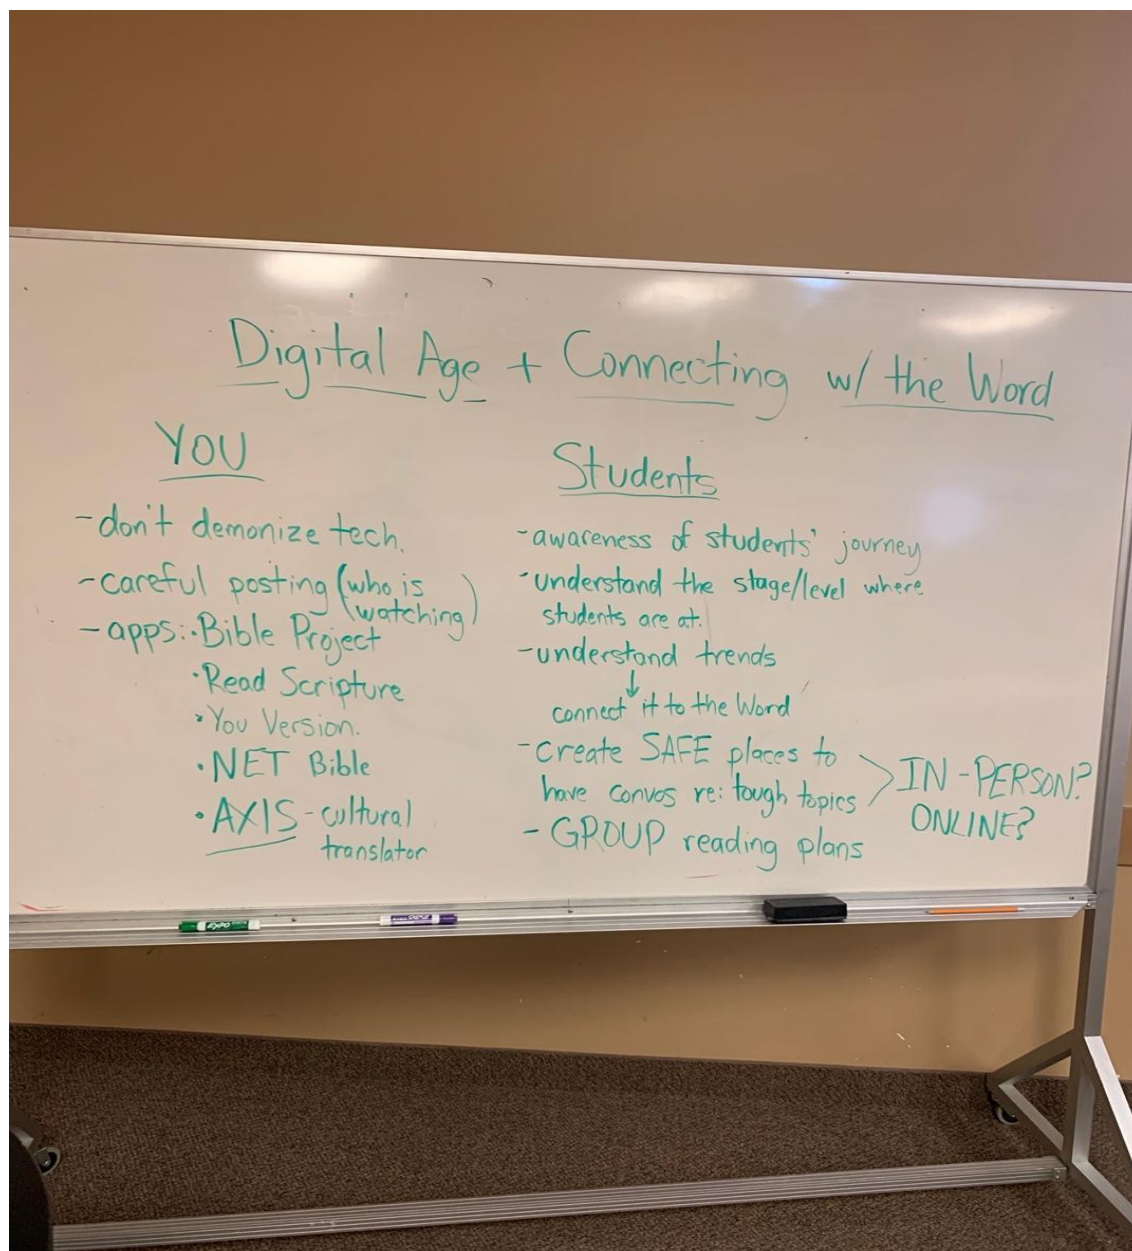 Digital Age + Connecting w/ the Word
YOU
- don't demonize tech.
- careful posting (who is
watching)
- apps: · Bible Project
· Read Scripture
· You Version.
· NET Bible
· AXIS - cultural
translator
Students
- awareness of students' journey
- understand the stage/level where
students are at.
- understand trends
↓
connect it to the Word
- create SAFE places to
have convos re: tough topics
- GROUP reading plans
IN-PERSON?
ONLINE?
EXPO